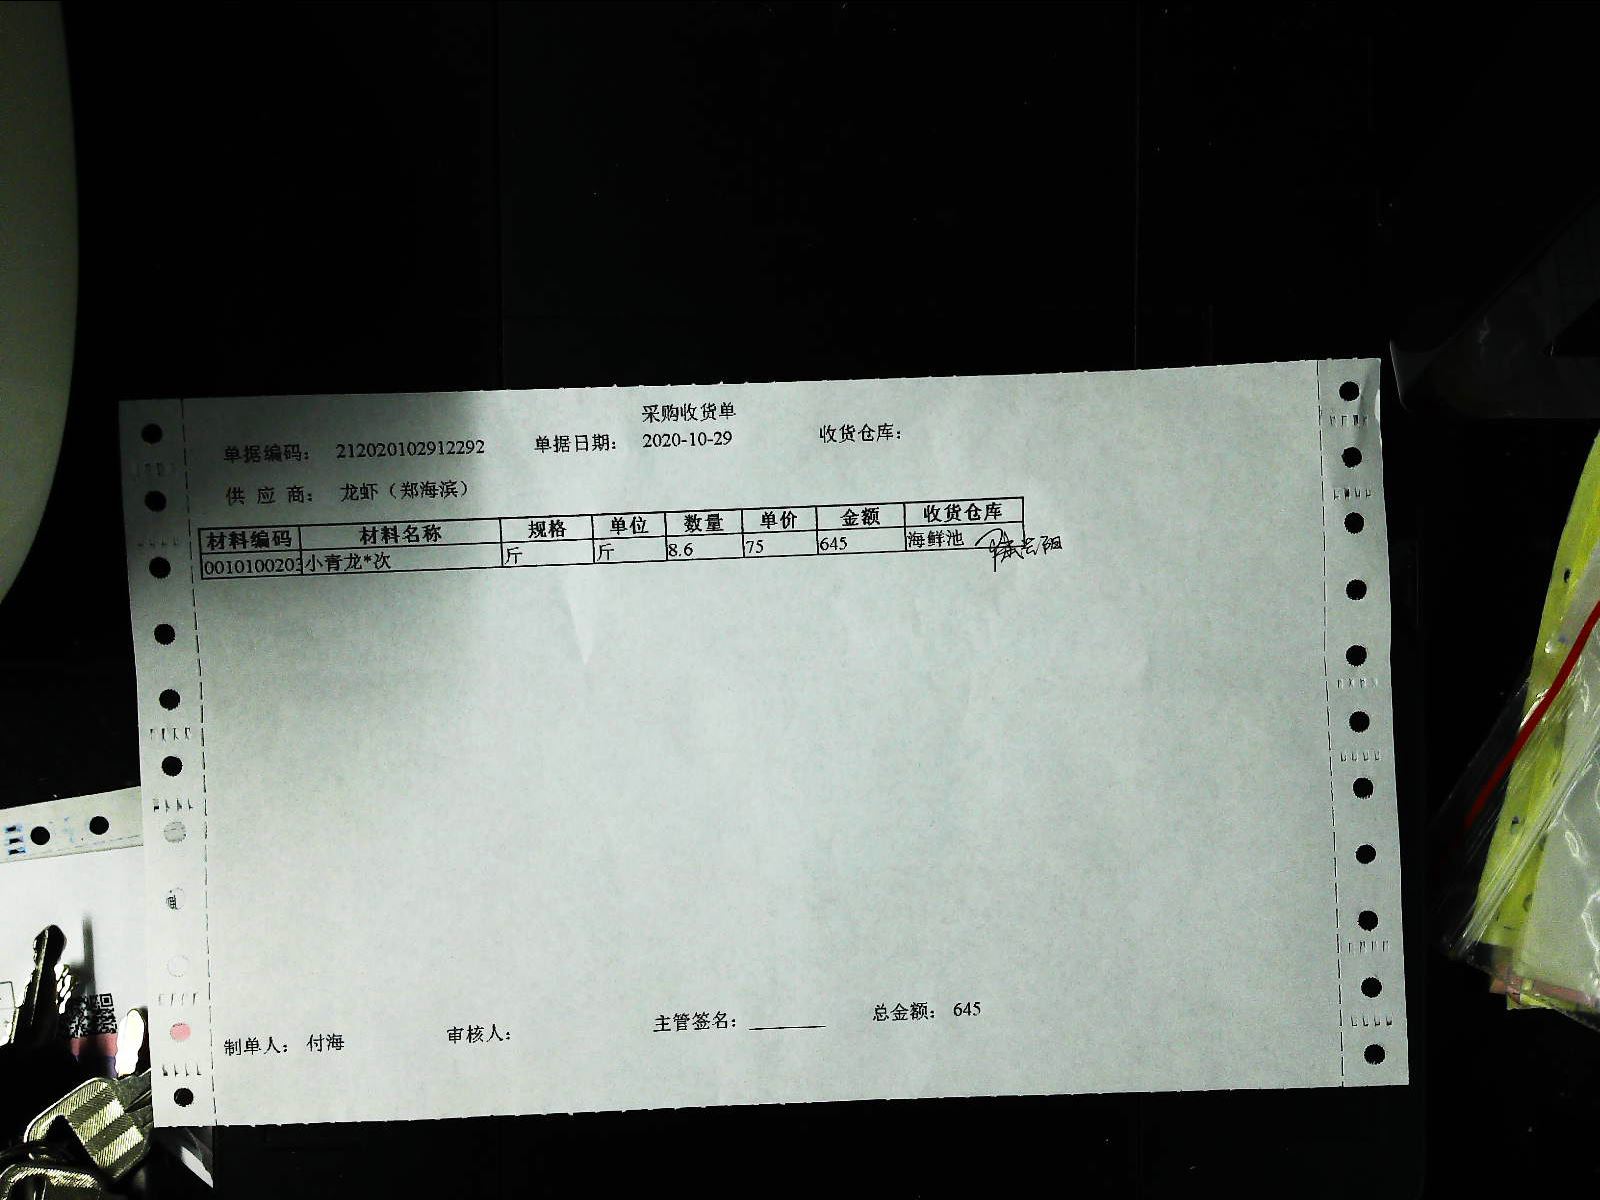 采购收货单
单据编码： 212020102912292 单据日期： 2020-10-29 收货仓库：
供 应 商： 龙虾（郑海滨）
材料编码 材料名称 规格 单位 数量 单价 金额 收货仓库
0010100203 小青龙*次 斤 斤 8.6 75 645 海鲜池
制单人： 付海 审核人： 主管签名：______ 总金额： 645